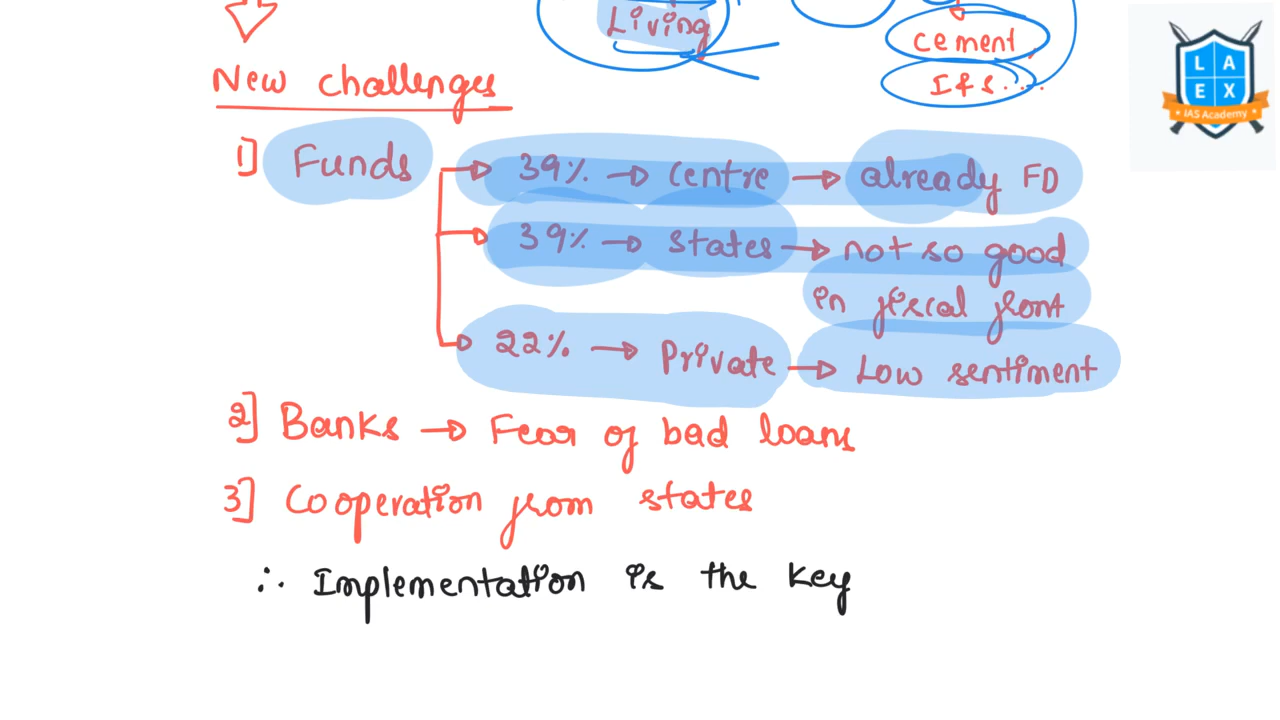 Living
cement
I & S....
New challenges
1] Funds
39% → centre → already FD
39% → states → not so good
in fiscal front
22% → Private → Low sentiment
2] Banks → Fear of bad loans
3] Cooperation from states
∴ Implementation is the key
L A
E X
IAS Academy